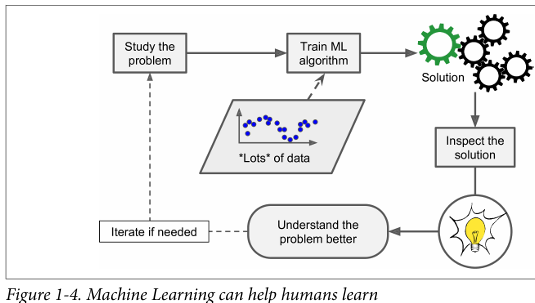 Study the
problem
Train ML
algorithm
Solution
*Lots* of data
Inspect the
solution
Iterate if needed
Understand the
problem better
Figure 1-4. Machine Learning can help humans learn